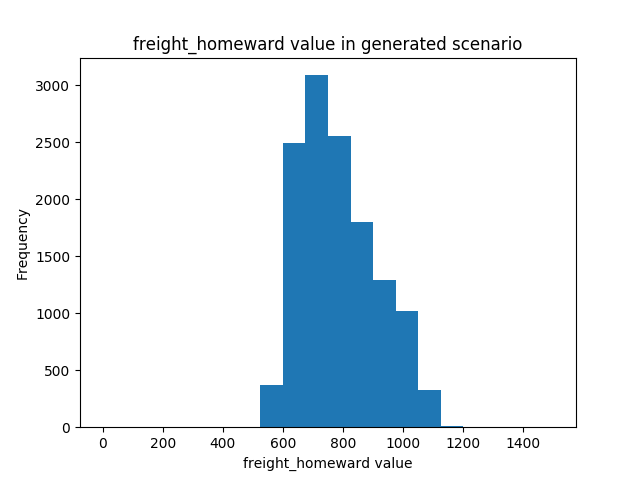 freight_homeward value in generated scenario
3000
2500
2000
1500
1000
500
0
Frequency
0 200 400 600 800 1000 1200 1400
freight_homeward value